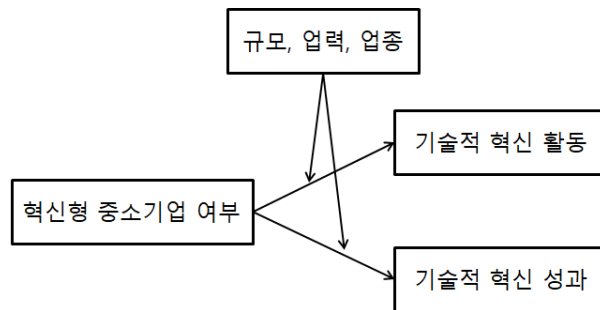 규모, 업력, 업종
기술적 혁신 활동
혁신형 중소기업 여부
기술적 혁신 성과